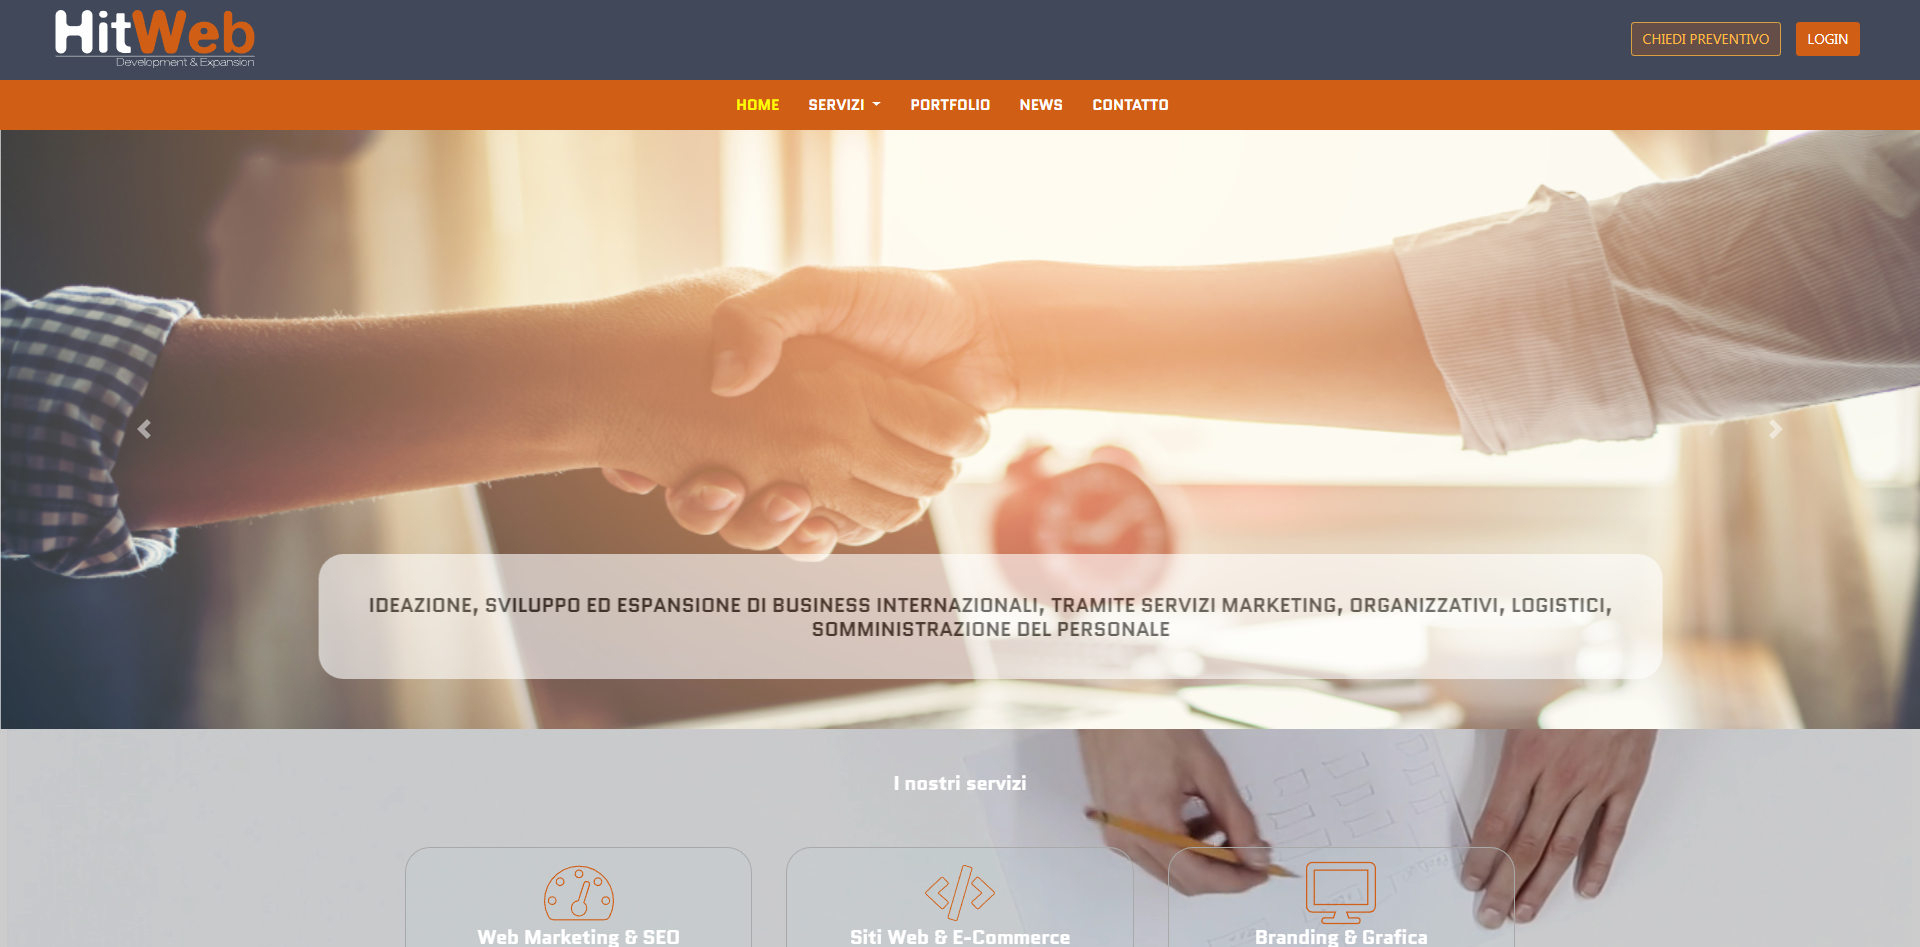 HitWeb
Development & Expansion
CHIEDI PREVENTIVO
LOGIN
HOME
SERVIZI
PORTFOLIO
NEWS
CONTATTO
IDEAZIONE, SVILUPPO ED ESPANSIONE DI BUSINESS INTERNAZIONALI, TRAMITE SERVIZI MARKETING, ORGANIZZATIVI, LOGISTICI,
SOMMINISTRAZIONE DEL PERSONALE
I nostri servizi
Web Marketing & SEO
Siti Web & E-Commerce
Branding & Grafica